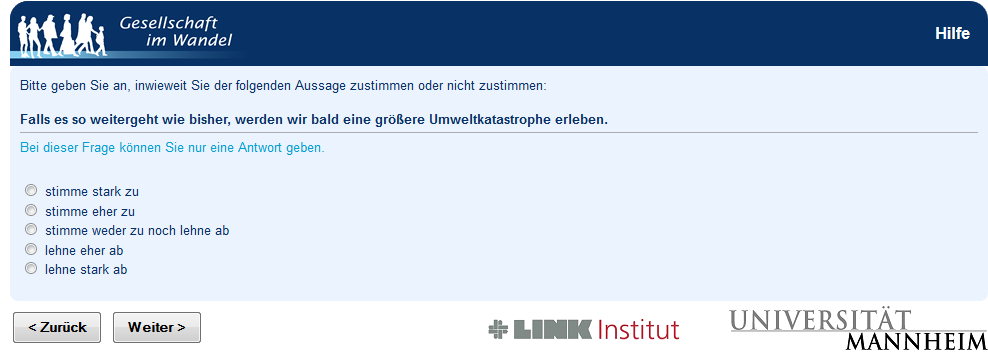 Gesellschaft
im Wandel
Hilfe
Bitte geben Sie an, inwieweit Sie der folgenden Aussage zustimmen oder nicht zustimmen:
Falls es so weitergeht wie bisher, werden wir bald eine größere Umweltkatastrophe erleben.
Bei dieser Frage können Sie nur eine Antwort geben.
stimme stark zu
stimme eher zu
stimme weder zu noch lehne ab
lehne eher ab
lehne stark ab
< Zurück
Weiter >
LINK Institut
UNIVERSITÄT
MANNHEIM